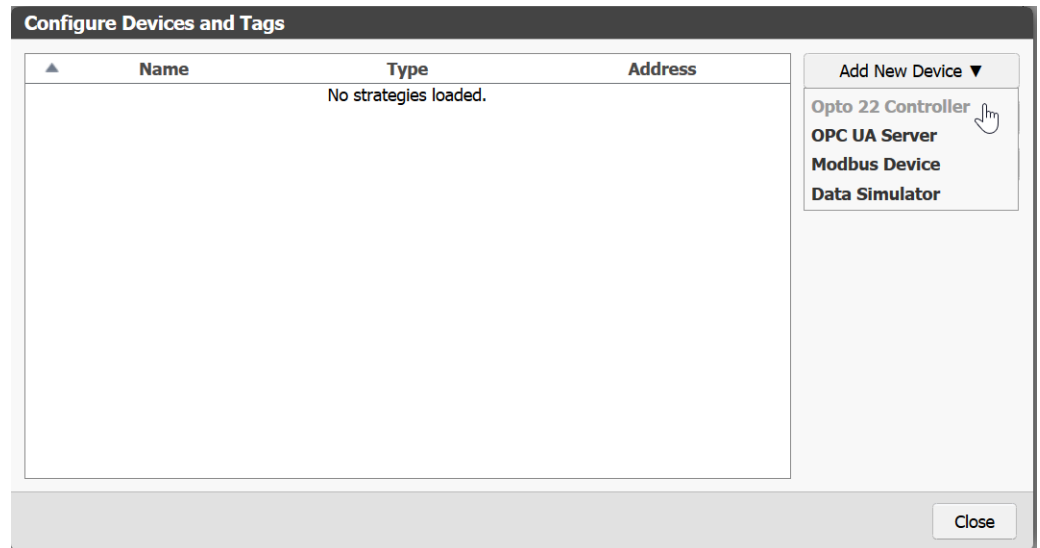 Configure Devices and Tags
▲ Name Type Address
No strategies loaded.
Add New Device ▼
Opto 22 Controller
OPC UA Server
Modbus Device
Data Simulator
Close